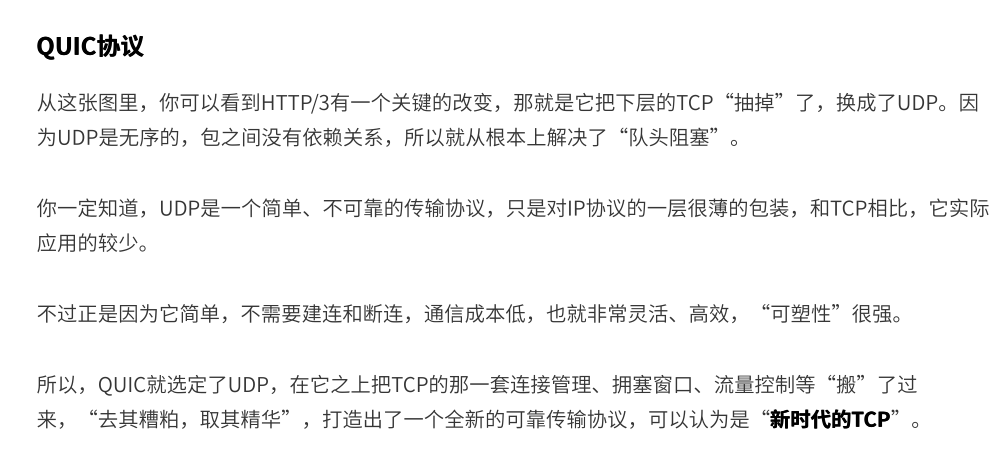 QUIC协议
从这张图里，你可以看到HTTP/3有一个关键的改变，那就是它把下层的TCP“抽掉”了，换成了UDP。因
为UDP是无序的，包之间没有依赖关系，所以就从根本上解决了“队头阻塞”。
你一定知道，UDP是一个简单、不可靠的传输协议，只是对IP协议的一层很薄的包装，和TCP相比，它实际
应用的较少。
不过正是因为它简单，不需要建连和断连，通信成本低，也就非常灵活、高效，“可塑性”很强。
所以，QUIC就选定了UDP，在它之上把TCP的那一套连接管理、拥塞窗口、流量控制等“搬”了过
来，“去其糟粕，取其精华”，打造出了一个全新的可靠传输协议，可以认为是“新时代的TCP”。